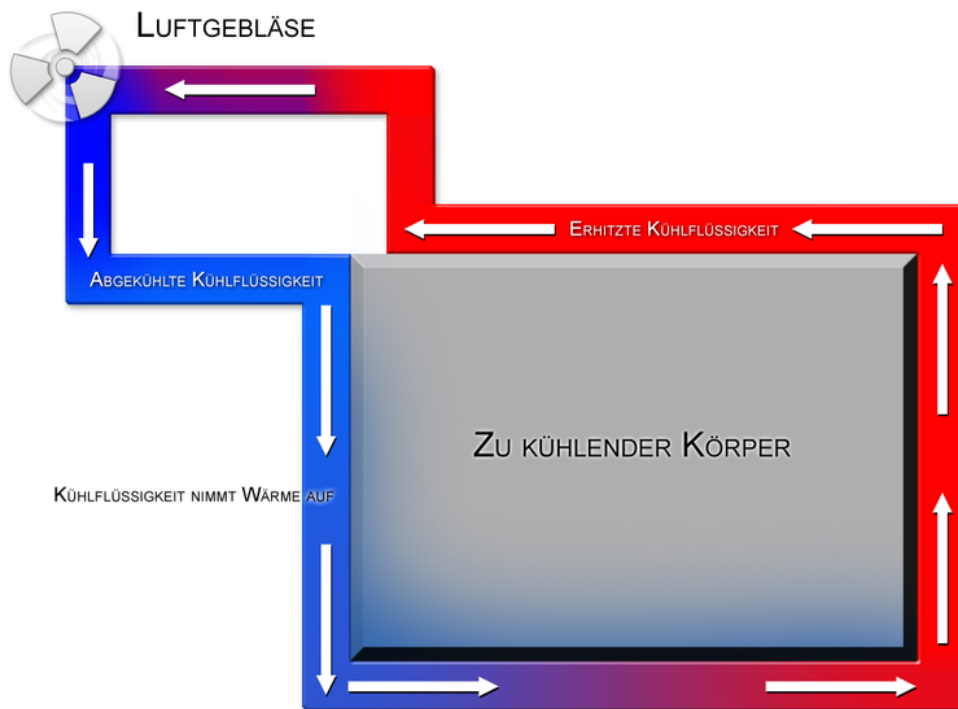 Luftgebläse
Erhitzte Kühlflüssigkeit
Abgekühlte Kühlflüssigkeit
Zu kühlender Körper
Kühlflüssigkeit nimmt Wärme auf